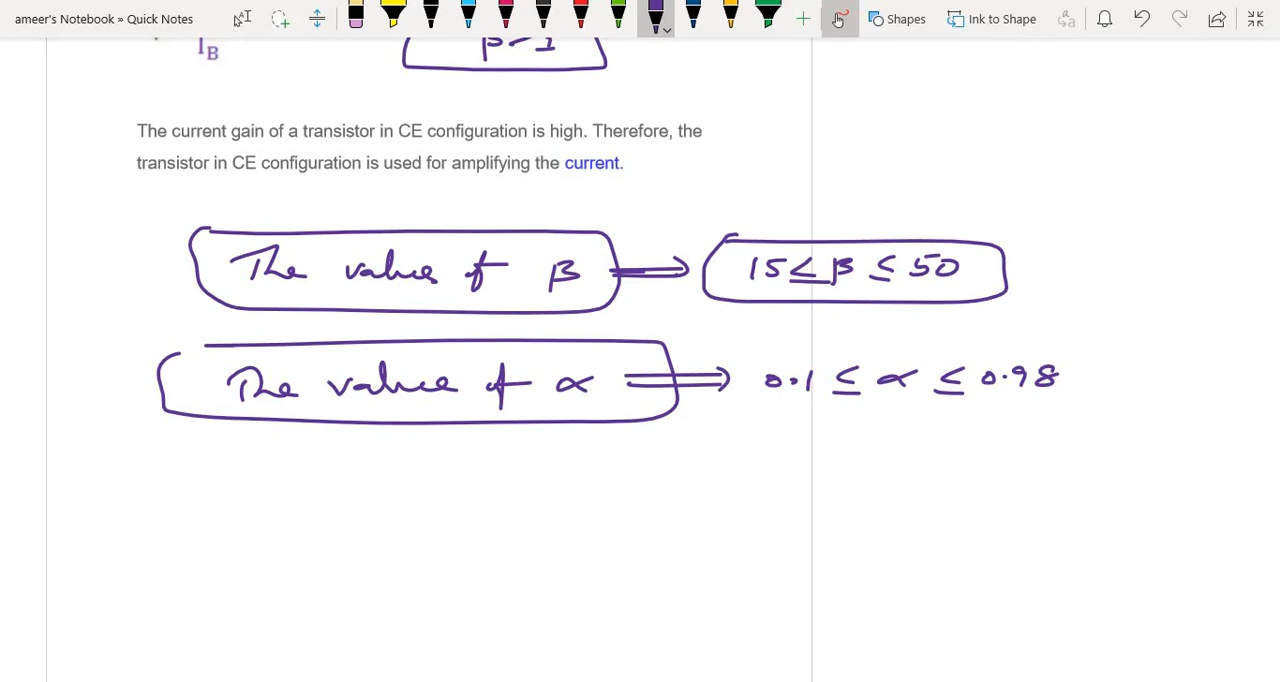 ameer's Notebook » Quick Notes
Shapes
Ink to Shape
I_B
β > 1
The current gain of a transistor in CE configuration is high. Therefore, the
transistor in CE configuration is used for amplifying the current.
The value of β ⇒ 15 ≤ β ≤ 50
The value of α ⇒ 0.1 ≤ α ≤ 0.98